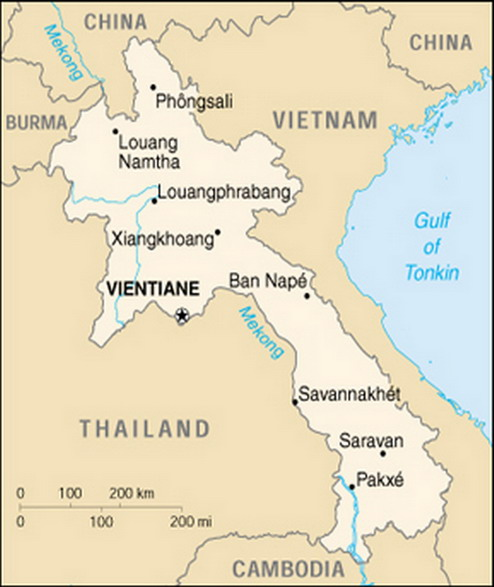 CHINA
CHINA
Mekong
BURMA
Phôngsali
VIETNAM
Louang
Namtha
Louangphrabang
Xiangkhoang
Gulf
of
Tonkin
VIENTIANE
Ban Napé
Mekong
Savannakhét
THAILAND
Saravan
Pakxé
0 100 200 km
0 100 200 mi
CAMBODIA